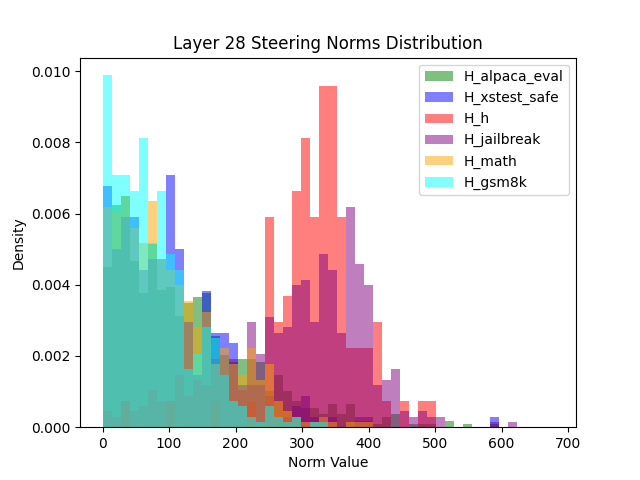 Layer 28 Steering Norms Distribution
0.010
0.008
0.006
0.004
0.002
0.000
Density
H_alpaca_eval
H_xstest_safe
H_h
H_jailbreak
H_math
H_gsm8k
0 100 200 300 400 500 600 700
Norm Value